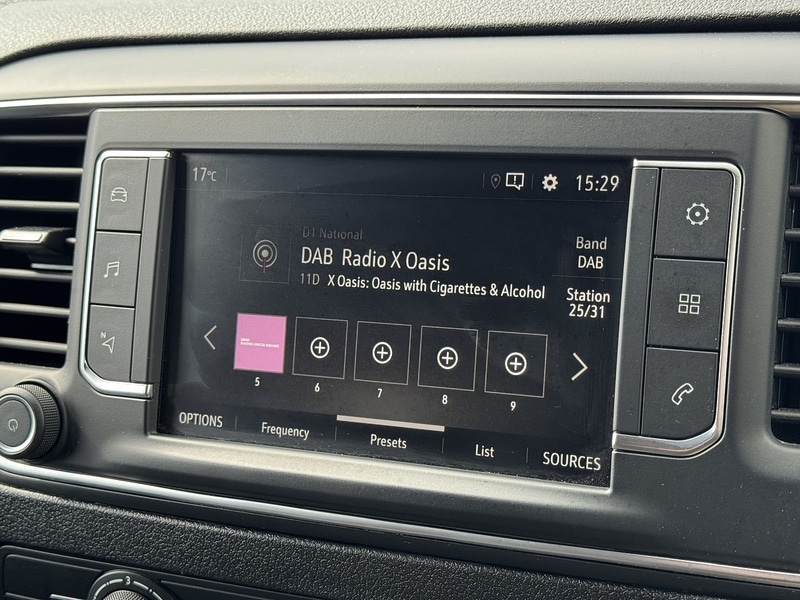 17°C
15:29
D1 National
DAB Radio X Oasis
11D X Oasis: Oasis with Cigarettes & Alcohol
Band
DAB
Station
25/31
5
6
7
8
9
OPTIONS
Frequency
Presets
List
SOURCES
N
3